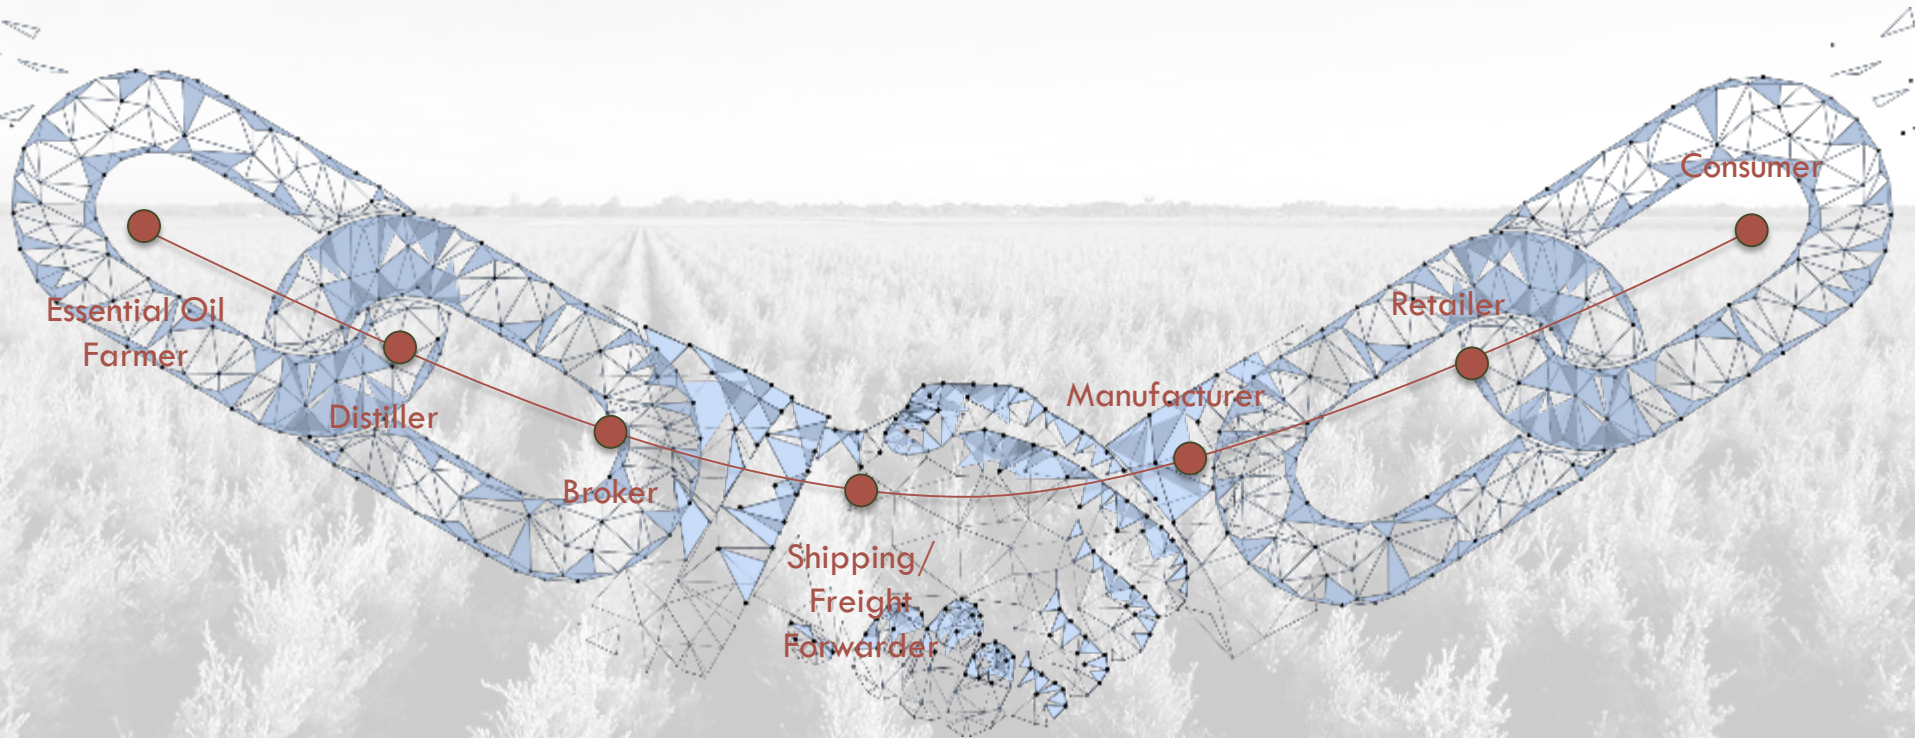 Essential Oil
Farmer
Distiller
Broker
Shipping/
Freight
Forwarder
Manufacturer
Retailer
Consumer